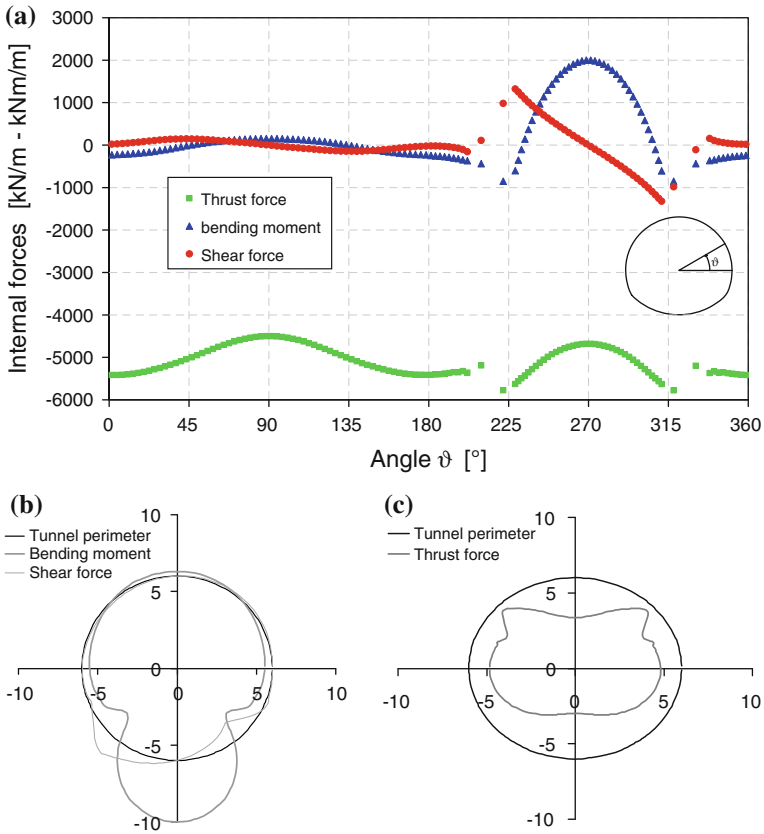 (a)
Internal forces [kN/m - kNm/m]
3000
2000
1000
0
-1000
-2000
-3000
-4000
-5000
-6000
Thrust force
bending moment
Shear force
ϑ
0 45 90 135 180 225 270 315 360
Angle ϑ [°]
(b)
Tunnel perimeter
Bending moment
Shear force
10
5
0
-5
-10
-10 -5 0 5 10
(c)
Tunnel perimeter
Thrust force
10
5
0
-5
-10
-10 -5 0 5 10